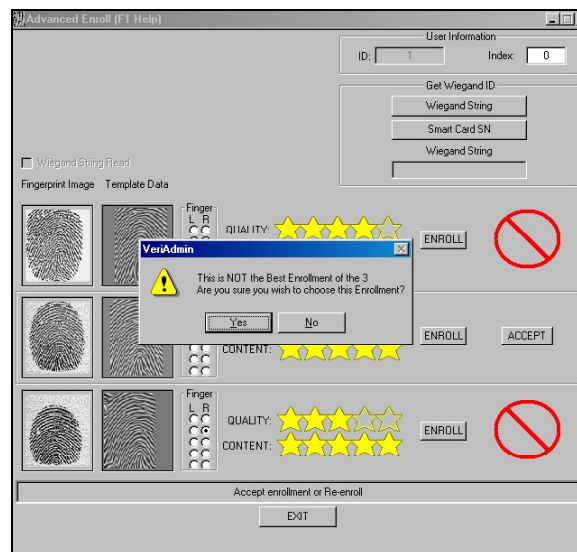 Advanced Enroll (F1 Help)
User Information
ID: 1 Index: 0
Get Wiegand ID
Wiegand String
Smart Card SN
Wiegand String
Wiegand String Read
Fingerprint Image Template Data
Finger
L R
QUALITY:
ENROLL
VeriAdmin
This is NOT the Best Enrollment of the 3
Are you sure you wish to choose this Enrollment?
Yes No
CONTENT:
ENROLL
ACCEPT
Finger
L R
QUALITY:
CONTENT:
ENROLL
Accept enrollment or Re-enroll
EXIT